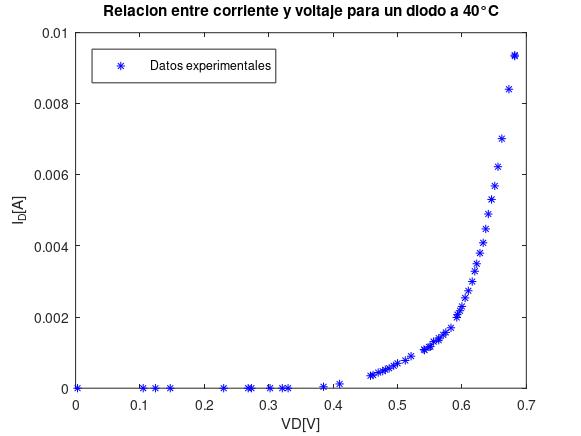 Relacion entre corriente y voltaje para un diodo a 40°C
0.01
Datos experimentales
0.008
0.006
I_D[A]
0.004
0.002
0
0 0.1 0.2 0.3 0.4 0.5 0.6 0.7
VD[V]